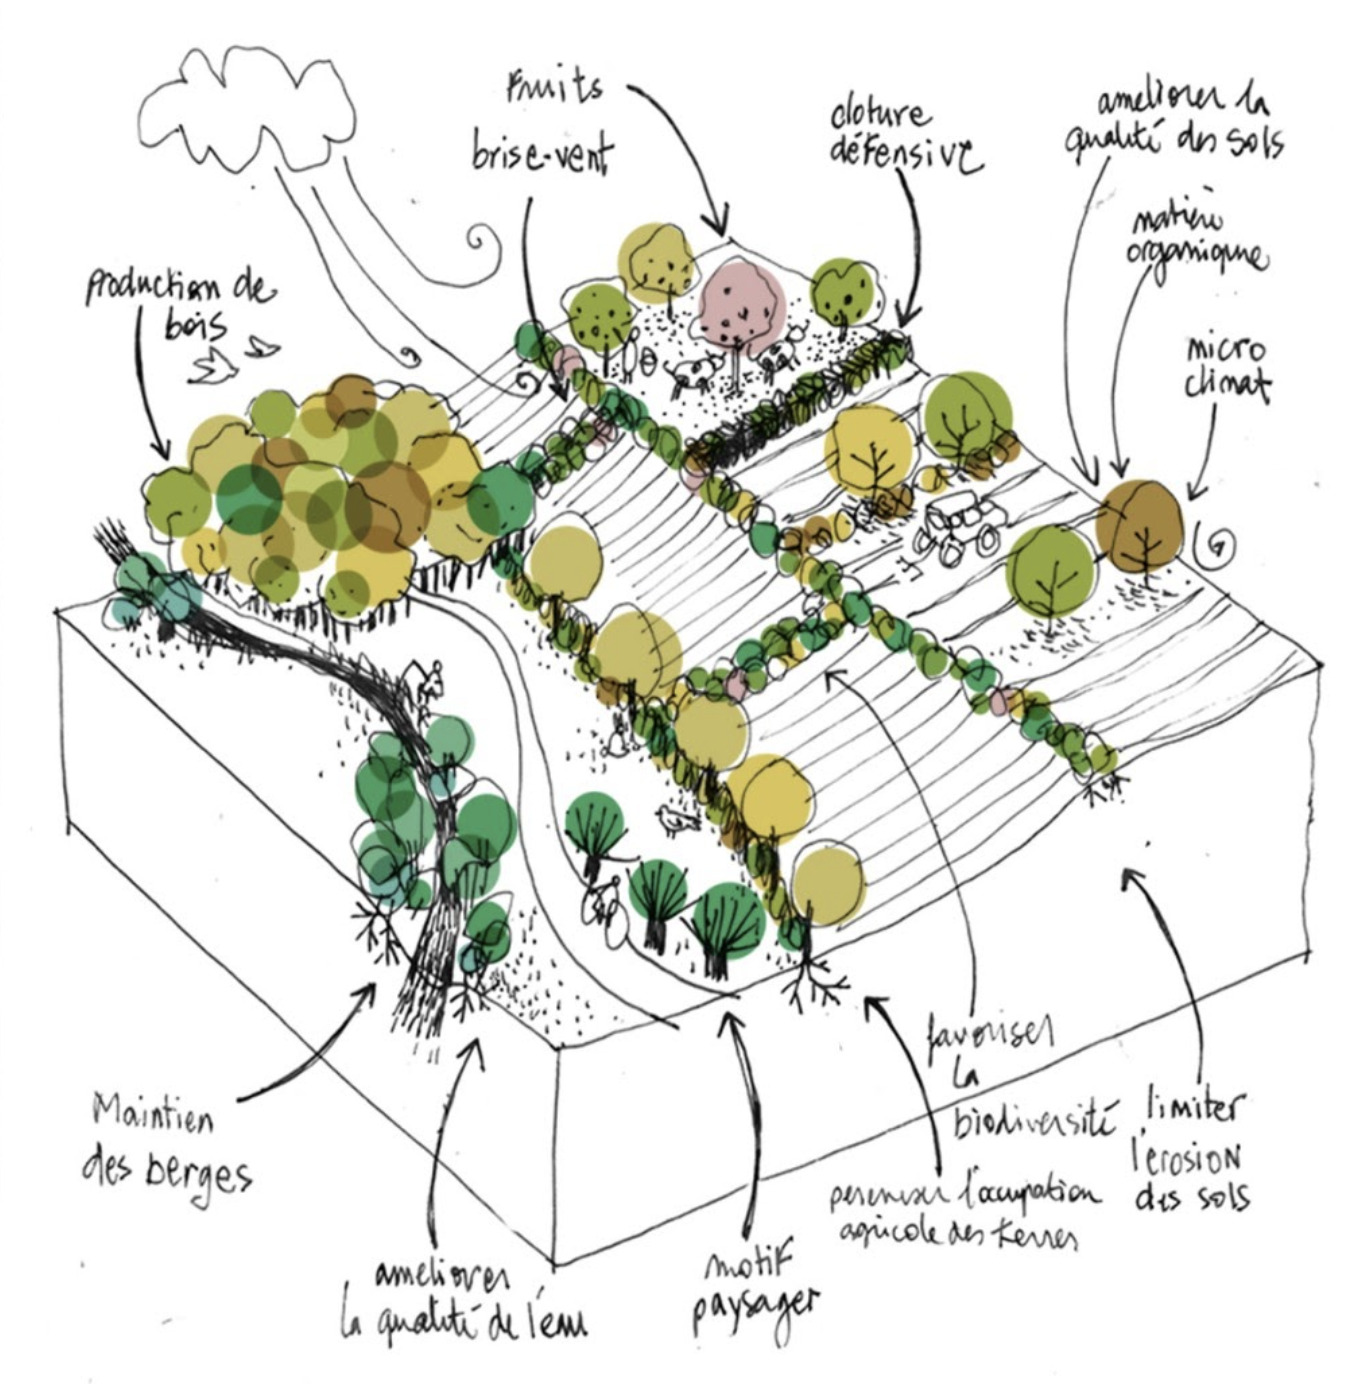 Fruits
brise-vent
cloture
défensive
ameliorer la
qualité des sols
matière
organique
micro
climat
production de
bois
Maintien
des berges
ameliorer
la qualité de l'eau
motif
paysager
favoriser
la
biodiversité
pereniser l'occupation
agricole des terres
limiter
l'erosion
des sols